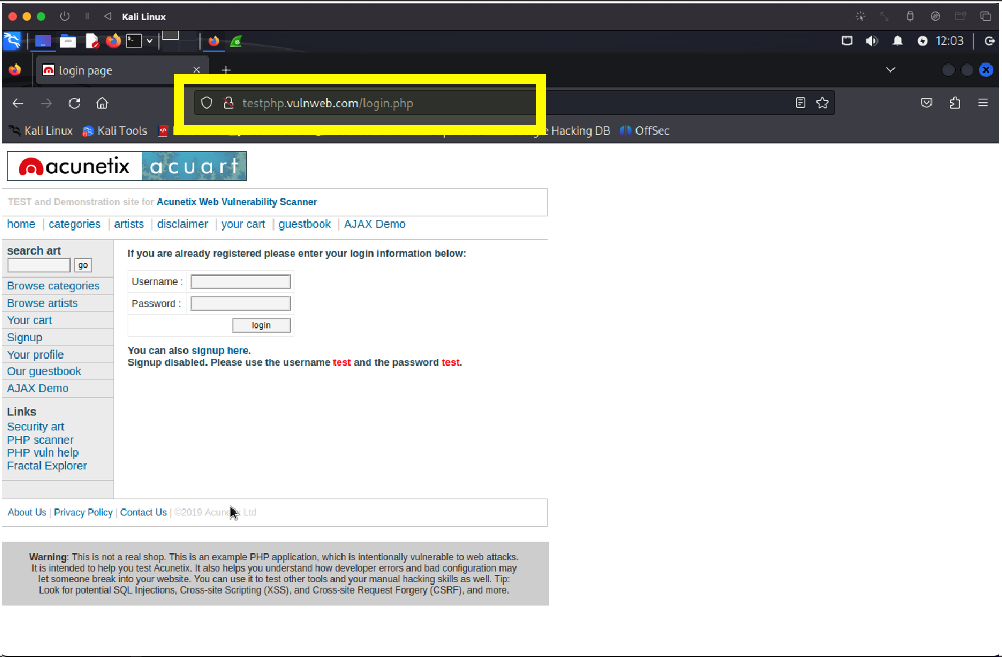 Kali Linux
12:03
login page
testphp.vulnweb.com/login.php
Kali Linux Kali Tools Hacking DB OffSec
acunetix acuart
TEST and Demonstration site for Acunetix Web Vulnerability Scanner
home | categories | artists | disclaimer | your cart | guestbook | AJAX Demo
search art
go
Browse categories
Browse artists
Your cart
Signup
Your profile
Our guestbook
AJAX Demo
Links
Security art
PHP scanner
PHP vuln help
Fractal Explorer
If you are already registered please enter your login information below:
Username :
Password :
login
You can also signup here.
Signup disabled. Please use the username test and the password test.
About Us | Privacy Policy | Contact Us | ©2019 Ltd
Warning: This is not a real shop. This is an example PHP application, which is intentionally vulnerable to web attacks.
It is intended to help you test Acunetix. It also helps you understand how developer errors and bad configuration may
let someone break into your website. You can use it to test other tools and your manual hacking skills as well. Tip:
Look for potential SQL Injections, Cross-site Scripting (XSS), and Cross-site Request Forgery (CSRF), and more.